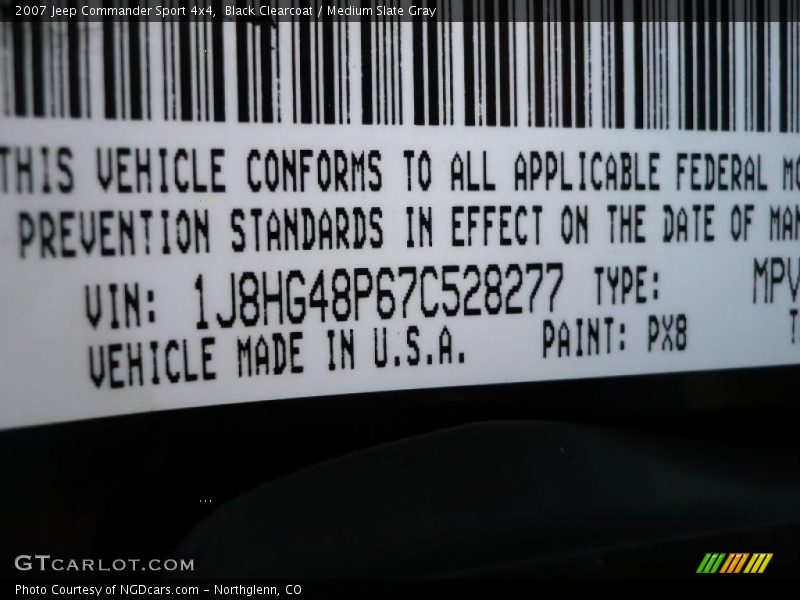 2007 Jeep Commander Sport 4x4,  Black Clearcoat / Medium Slate Gray
THIS VEHICLE CONFORMS TO ALL APPLICABLE FEDERAL
PREVENTION STANDARDS IN EFFECT ON THE DATE OF
VIN: 1J8HG48P67C528277 TYPE: MPV
VEHICLE MADE IN U.S.A. PAINT: PX8
GTCARLOT.COM
Photo Courtesy of NGDcars.com – Northglenn, CO